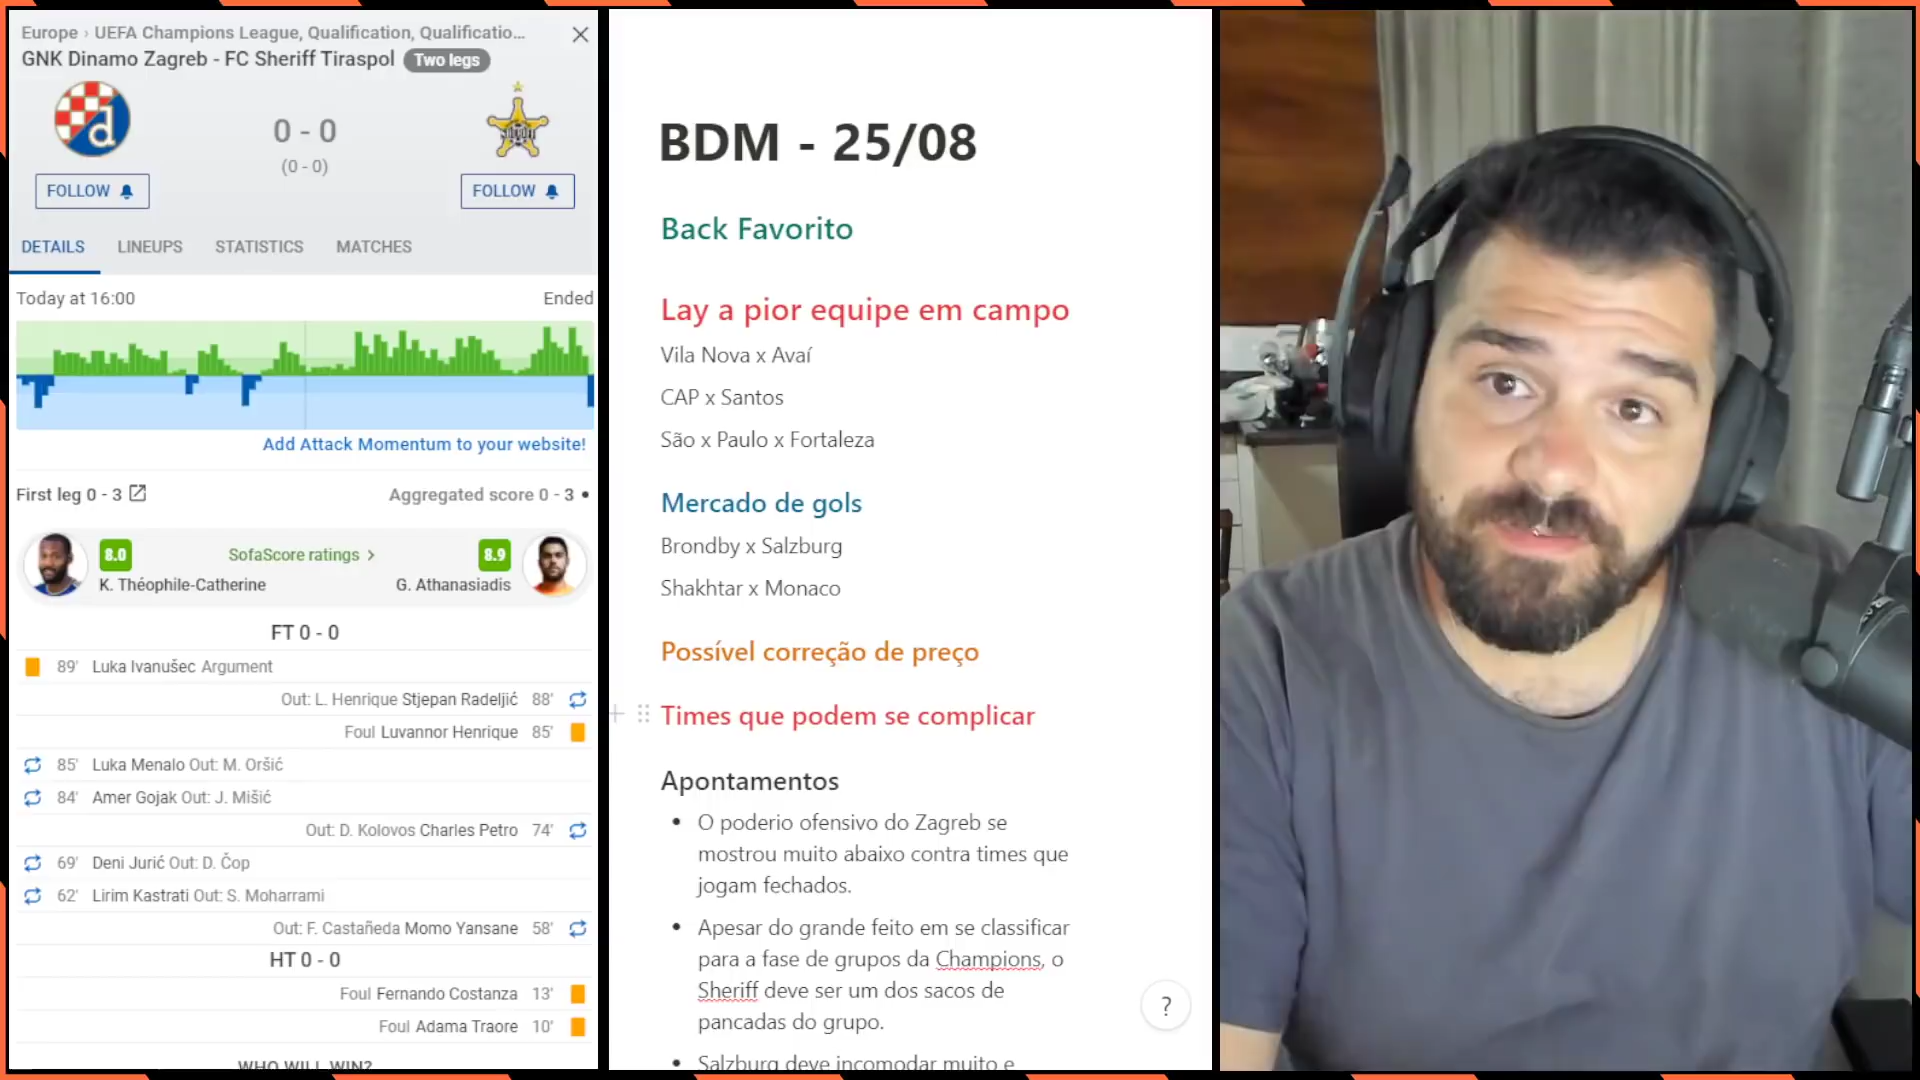 Europe › UEFA Champions League, Qualification, Qualificatio...
GNK Dinamo Zagreb - FC Sheriff Tiraspol Two legs
0 - 0
(0 - 0)
FOLLOW
FOLLOW
DETAILS LINEUPS STATISTICS MATCHES
Today at 16:00 Ended
Add Attack Momentum to your website!
First leg 0 - 3 Aggregated score 0 - 3
8.0 SofaScore ratings > 8.9
K. Théophile-Catherine G. Athanasiadis
FT 0 - 0
89' Luka Ivanušec Argument
Out: L. Henrique Stjepan Radeljić 88'
Foul Luvannor Henrique 85'
85' Luka Menalo Out: M. Oršić
84' Amer Gojak Out: J. Mišić
Out: D. Kolovos Charles Petro 74'
69' Deni Jurić Out: D. Čop
62' Lirim Kastrati Out: S. Moharrami
Out: F. Castañeda Momo Yansane 58'
HT 0 - 0
Foul Fernando Costanza 13'
Foul Adama Traore 10'
WHO WILL WIN?
BDM - 25/08
Back Favorito
Lay a pior equipe em campo
Vila Nova x Avaí
CAP x Santos
São x Paulo x Fortaleza
Mercado de gols
Brondby x Salzburg
Shakhtar x Monaco
Possível correção de preço
Times que podem se complicar
Apontamentos
• O poderio ofensivo do Zagreb se
mostrou muito abaixo contra times que
jogam fechados.
• Apesar do grande feito em se classificar
para a fase de grupos da Champions, o
Sheriff deve ser um dos sacos de
pancadas do grupo.
• Salzburg deve incomodar muito e
?